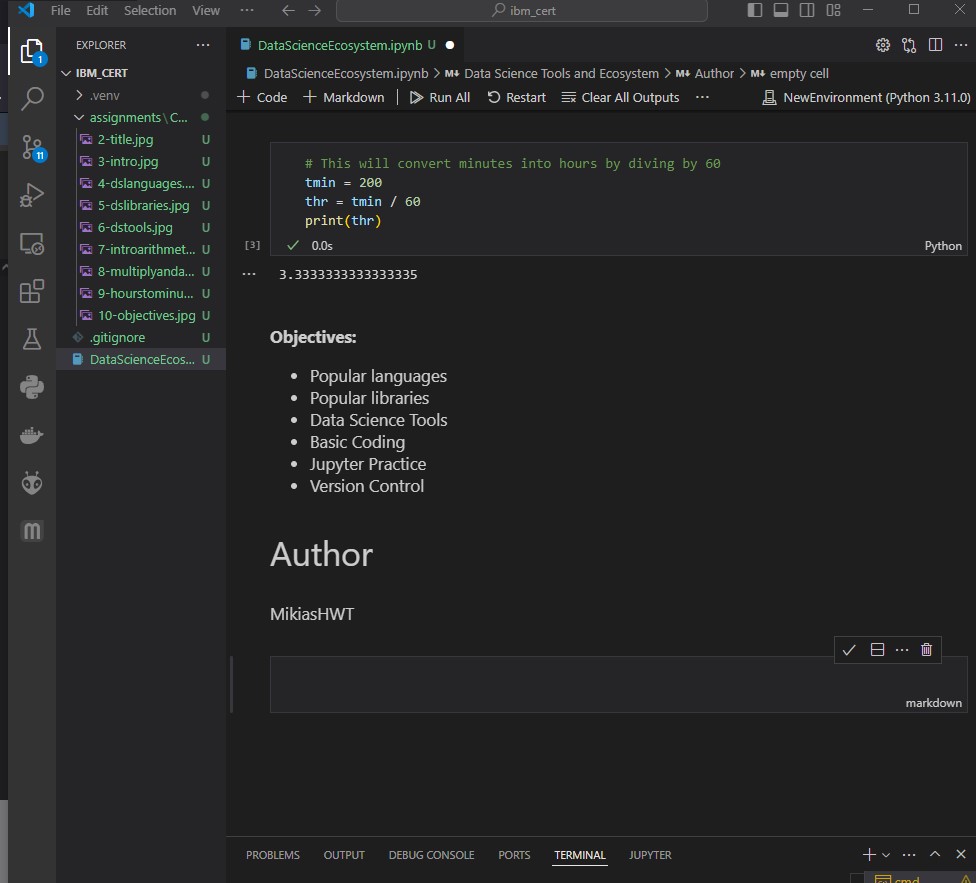 File Edit Selection View ··· ibm_cert
EXPLORER ···
1
IBM_CERT
.venv
assignments \ C...
2-title.jpg U
3-intro.jpg U
4-dslanguages.... U
5-dslibraries.jpg U
6-dstools.jpg U
7-introarithmet... U
8-multiplyanda... U
9-hourstominu... U
10-objectives.jpg U
.gitignore U
DataScienceEcos... U
11
DataScienceEcosystem.ipynb U
DataScienceEcosystem.ipynb > M↓ Data Science Tools and Ecosystem > M↓ Author > M↓ empty cell
+ Code + Markdown | Run All Restart Clear All Outputs ··· NewEnvironment (Python 3.11.0)
# This will convert minutes into hours by diving by 60
tmin = 200
thr = tmin / 60
print(thr)
[3] ✓ 0.0s Python
··· 3.3333333333333335
Objectives:
• Popular languages
• Popular libraries
• Data Science Tools
• Basic Coding
• Jupyter Practice
• Version Control
Author
MikiasHWT
markdown
PROBLEMS OUTPUT DEBUG CONSOLE PORTS TERMINAL JUPYTER
cmd